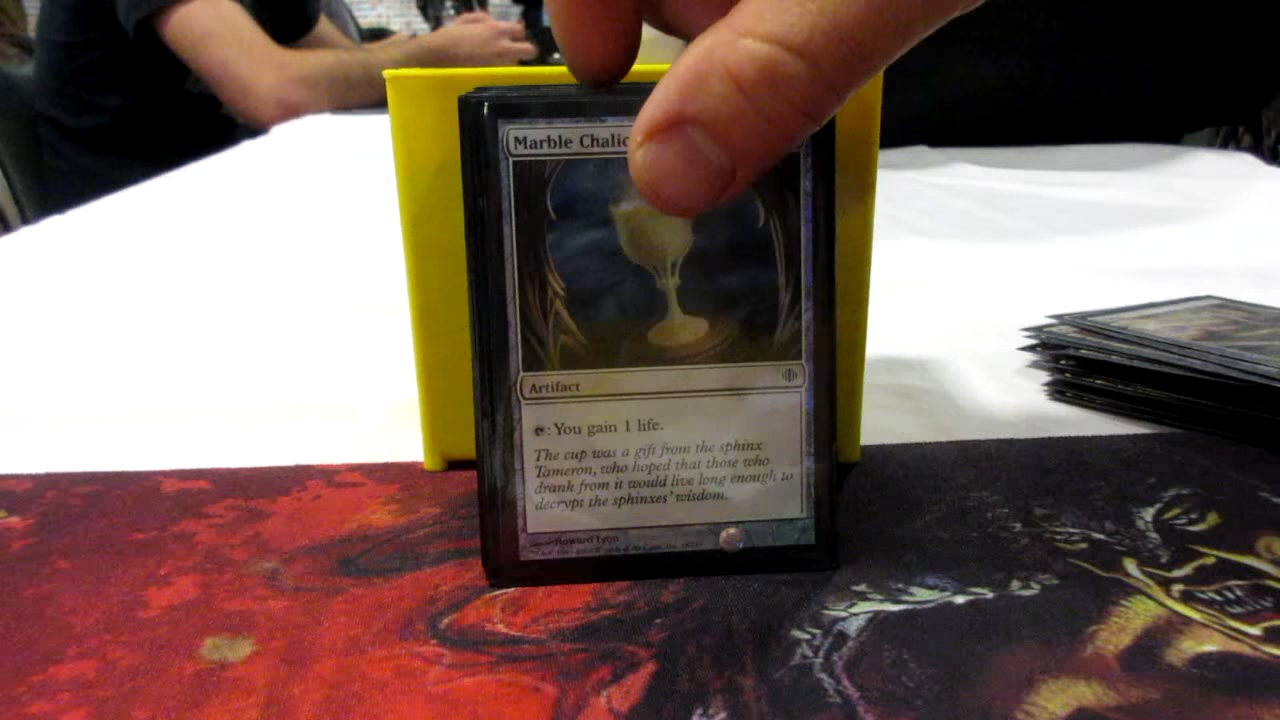 Marble Chalic
Artifact
:You gain 1 life.
The cup was a gift from the sphinx
Tameron, who hoped that those who
drank from it would live long enough to
decrypt the sphinxes' wisdom.
Howard Lyon